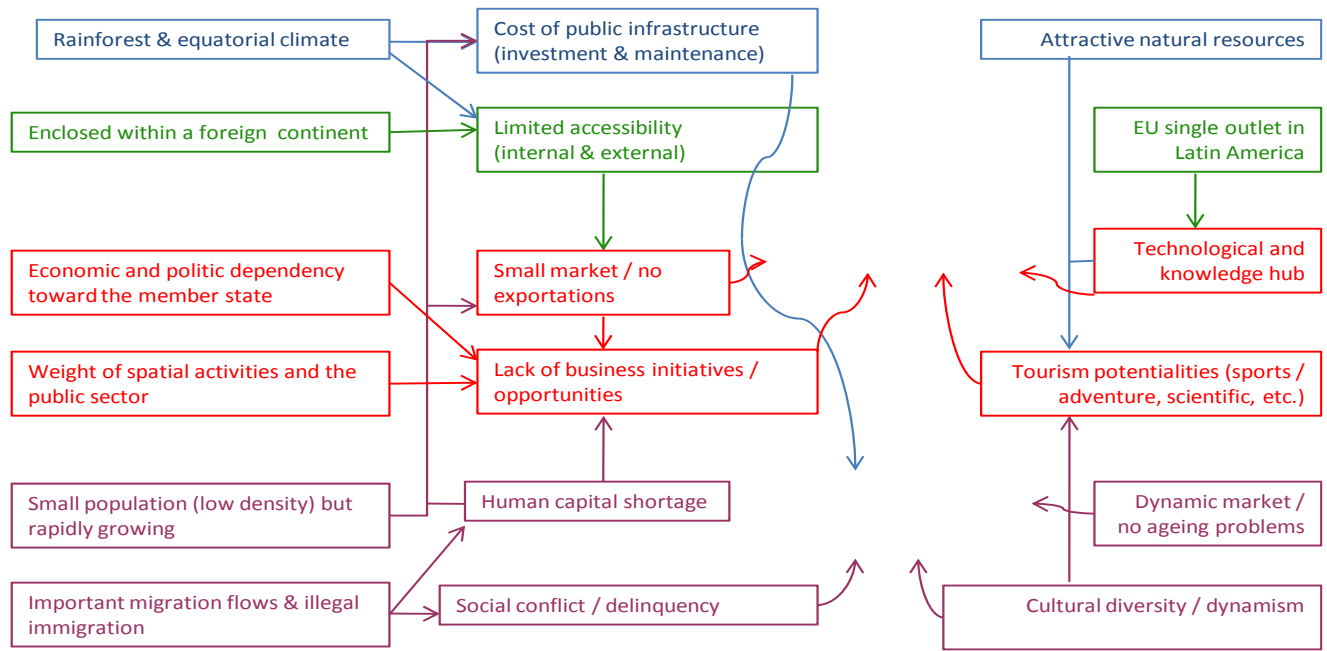 Rainforest & equatorial climate
Cost of public infrastructure
(investment & maintenance)
Attractive natural resources
Enclosed within a foreign continent
Limited accessibility
(internal & external)
EU single outlet in
Latin America
Economic and politic dependency
toward the member state
Small market / no
exportations
Technological and
knowledge hub
Weight of spatial activities and the
public sector
Lack of business initiatives /
opportunities
Tourism potentialities (sports /
adventure, scientific, etc.)
Small population (low density) but
rapidly growing
Human capital shortage
Dynamic market /
no ageing problems
Important migration flows & illegal
immigration
Social conflict / delinquency
Cultural diversity / dynamism